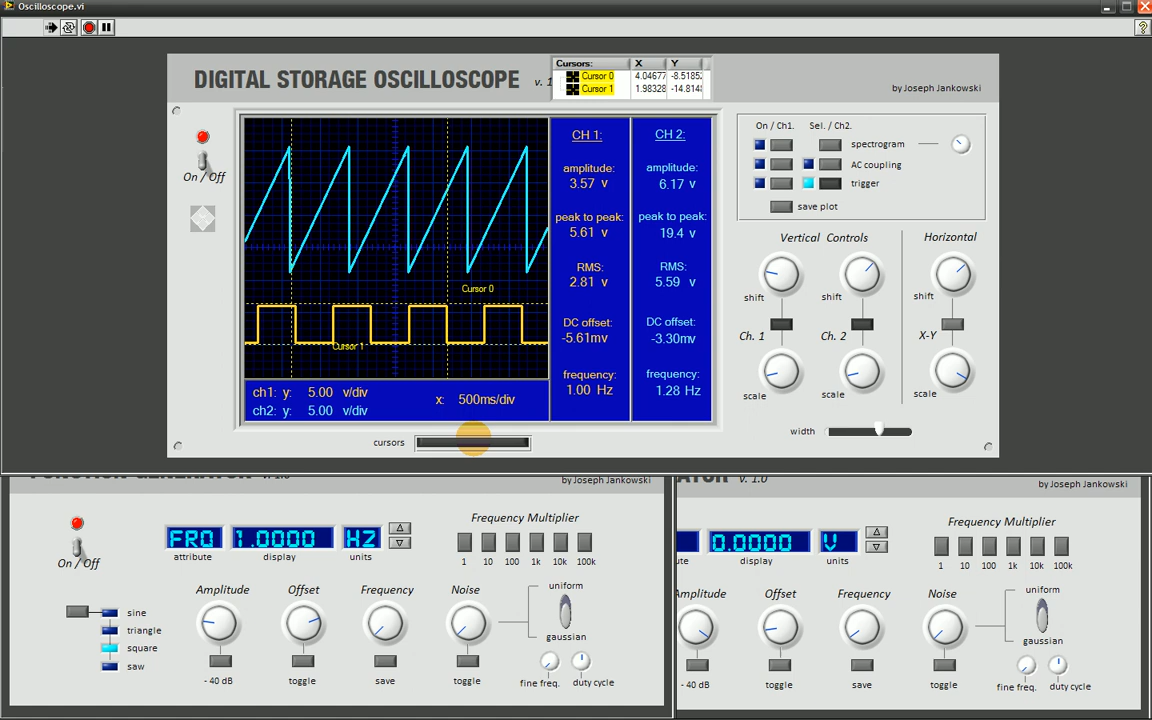 Oscilloscope.vi
?
DIGITAL STORAGE OSCILLOSCOPE v. 1
Cursors: X Y
Cursor 0 4.04677 -8.5185
Cursor 1 1.98328 -14.814
by Joseph Jankowski
On / Off
Cursor 0
Cursor 1
CH 1: CH 2:
amplitude: amplitude:
3.57 v 6.17 v
peak to peak: peak to peak:
5.61 v 19.4 v
RMS: RMS:
2.81 v 5.59 v
DC offset: DC offset:
-5.61mv -3.30mv
frequency: frequency:
1.00 Hz 1.28 Hz
ch1: y: 5.00 v/div
ch2: y: 5.00 v/div
x: 500ms/div
cursors
On / Ch1. Sel. / Ch2.
spectrogram
AC coupling
trigger
save plot
Vertical Controls Horizontal
shift shift shift
Ch. 1 Ch. 2 X-Y
scale scale scale
width
v. 1.0
by Joseph Jankowski
On / Off
FRQ 1.0000 HZ
attribute display units
Frequency Multiplier
1 10 100 1k 10k 100k
Amplitude Offset Frequency Noise
uniform
gaussian
sine
triangle
square
saw
- 40 dB toggle save toggle
fine freq. duty cycle
v. 1.0
by Joseph Jankowski
0.0000 V
ute display units
Frequency Multiplier
1 10 100 1k 10k 100k
Amplitude Offset Frequency Noise
uniform
gaussian
- 40 dB toggle save toggle
fine freq. duty cycle